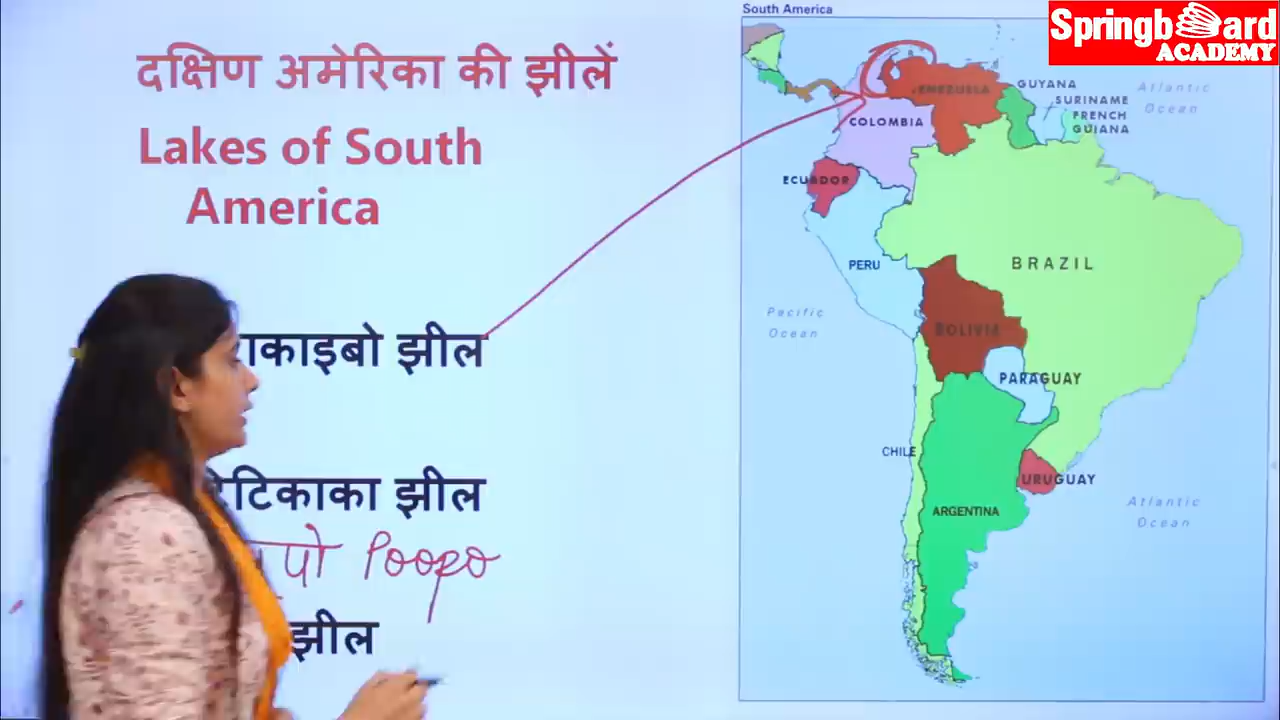 South America
Springboard
ACADEMY
दक्षिण अमेरिका की झीलें
Lakes of South
America
झील
झील
पो Poopo
झील
VENEZUELA
GUYANA
SURINAME
FRENCH
GUIANA
Atlantic
Ocean
COLOMBIA
ECUADOR
PERU
BRAZIL
Pacific
Ocean
BOLIVIA
PARAGUAY
CHILE
URUGUAY
ARGENTINA
Atlantic
Ocean